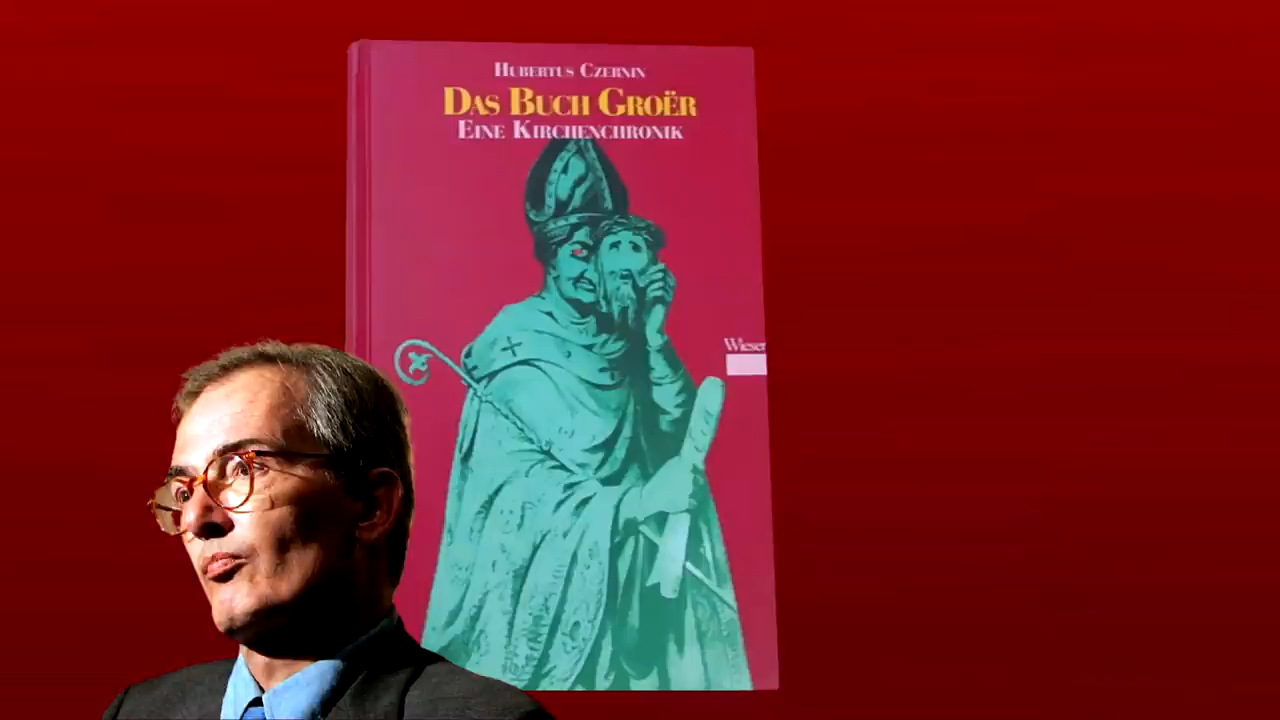 HUBERTUS CZERNIN
DAS BUCH GROËR
EINE KIRCHENCHRONIK
Wieser